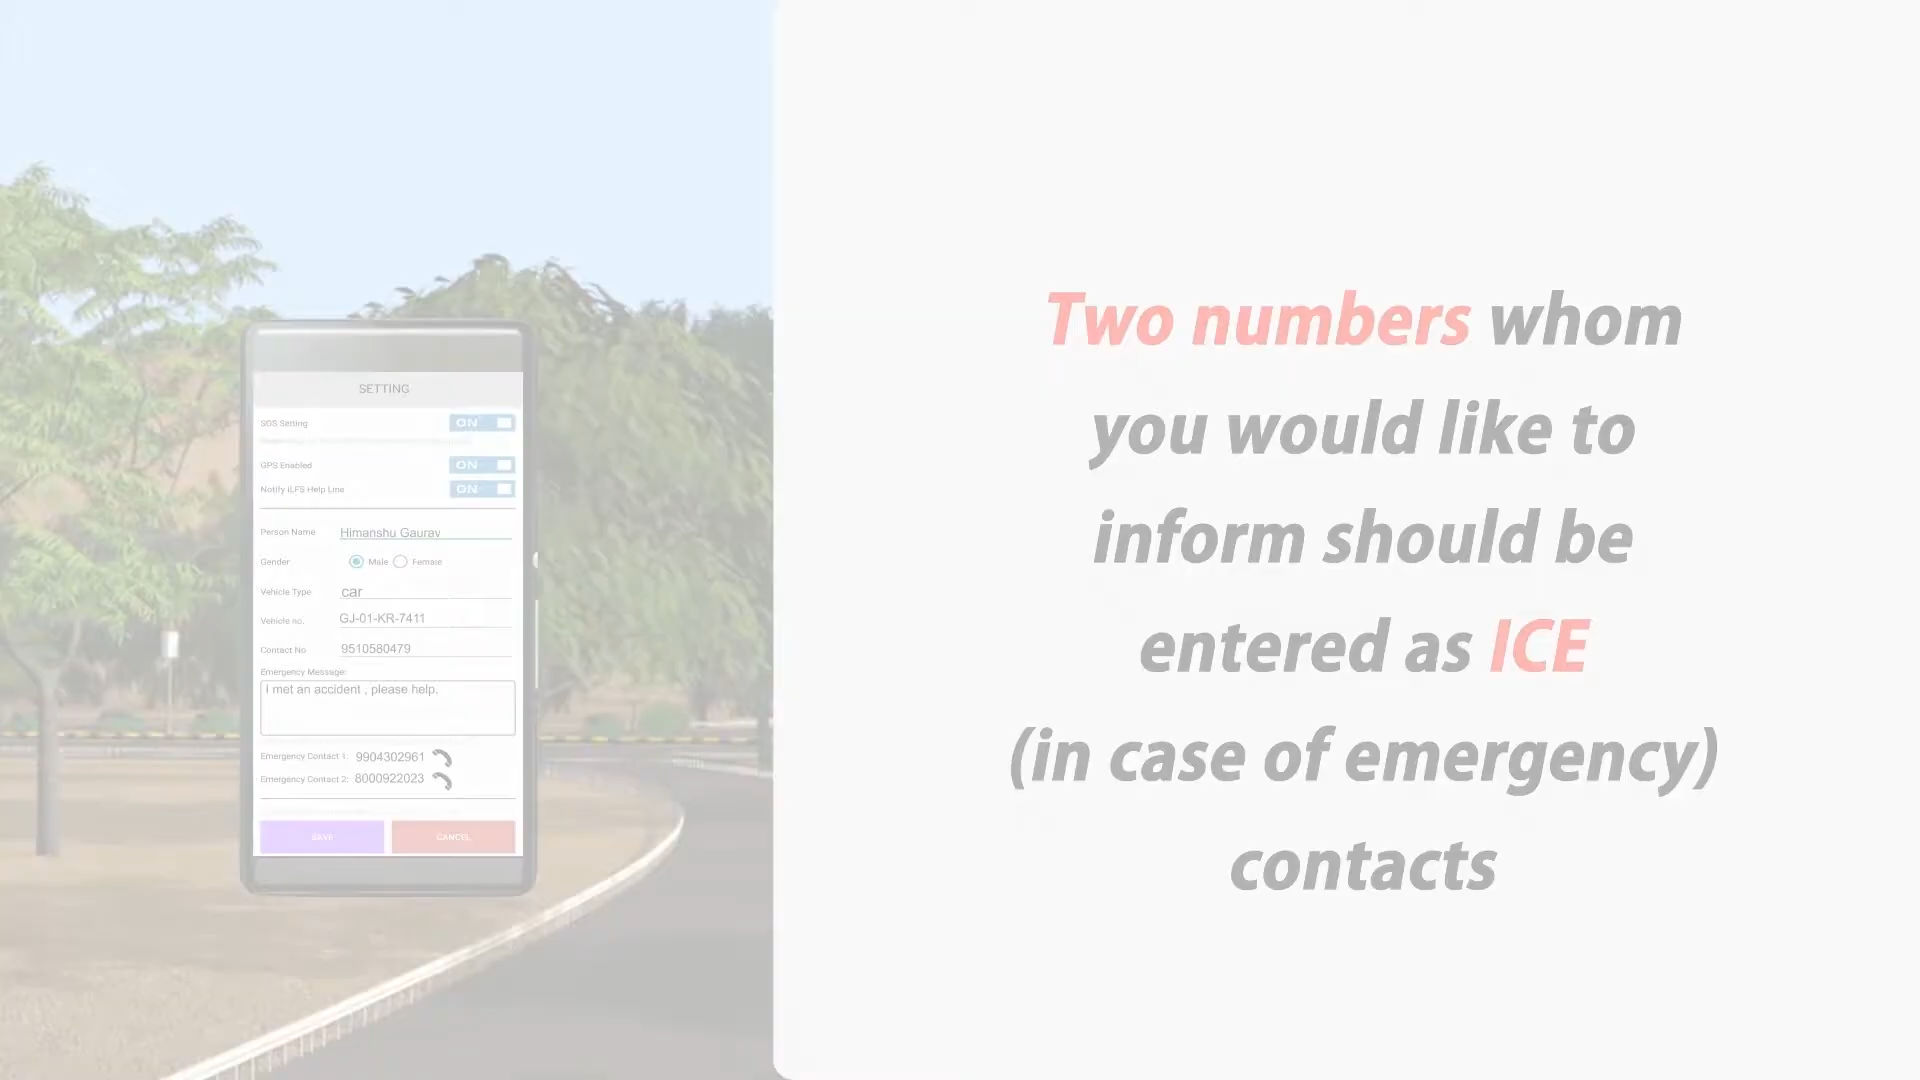 SETTING
SOS Setting ON
GPS Enabled ON
Notify ILFS Help Line ON
Person Name Himanshu Gaurav
Gender Male Female
Vehicle Type car
Vehicle no. GJ-01-KR-7411
Contact No 9510580479
Emergency Message:
I met an accident , please help.
Emergency Contact 1: 9904302961
Emergency Contact 2: 8000922023
SAVE CANCEL
Two numbers whom
you would like to
inform should be
entered as ICE
(in case of emergency)
contacts